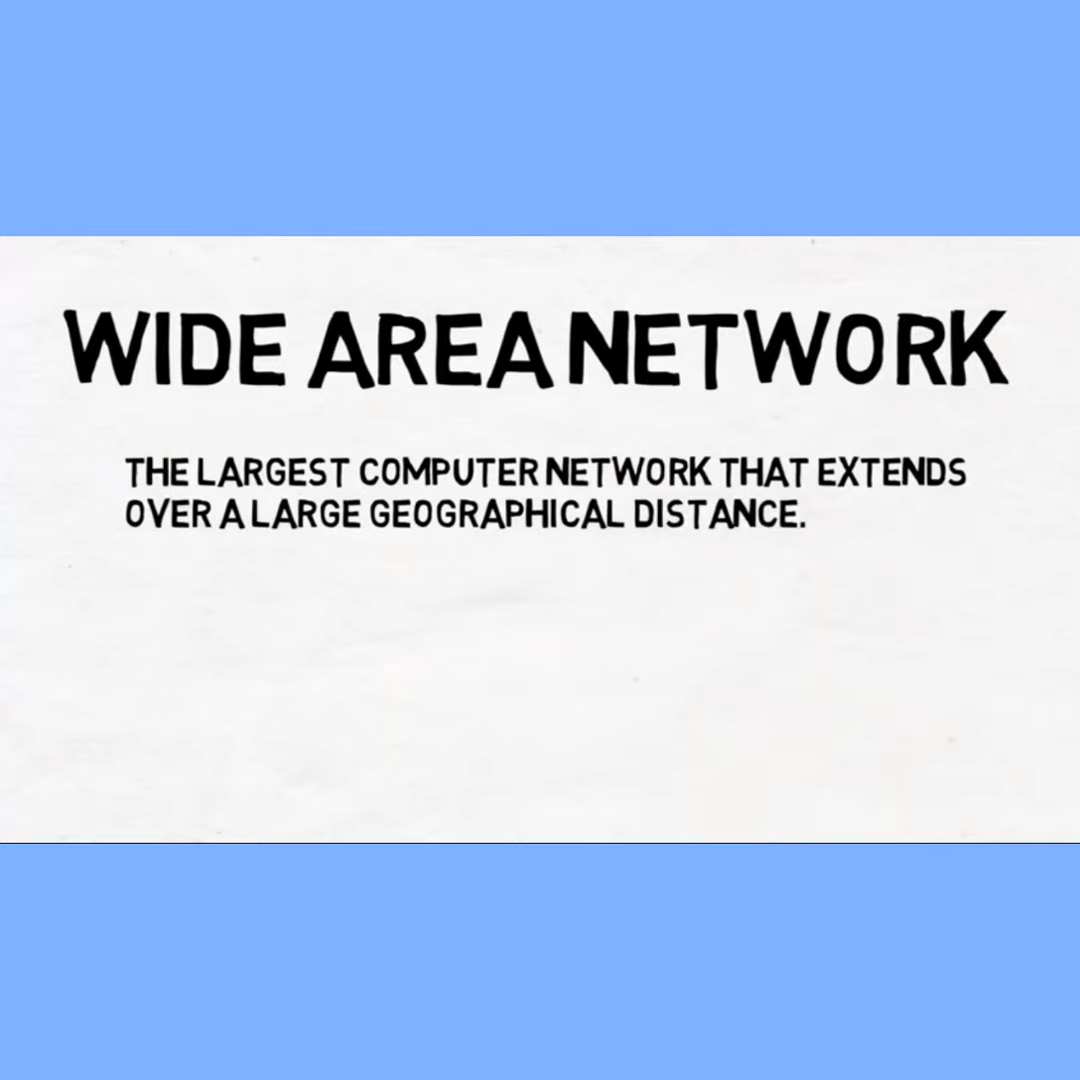 WIDE AREA NETWORK
THE LARGEST COMPUTER NETWORK THAT EXTENDS
OVER A LARGE GEOGRAPHICAL DISTANCE.